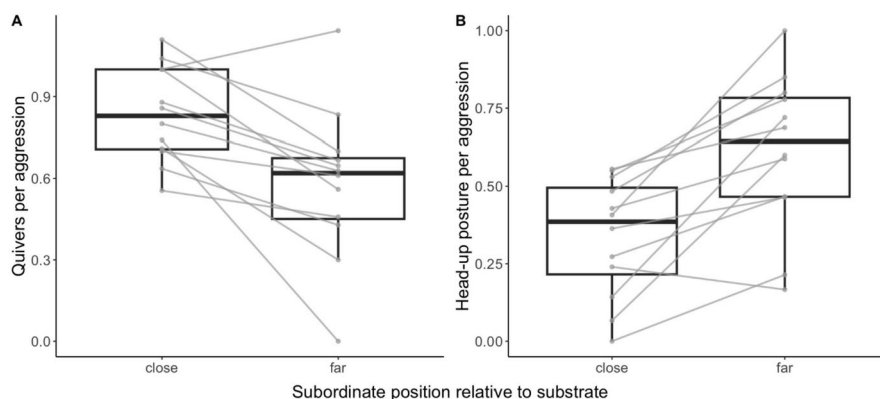 A
Quivers per aggression
0.9
0.6
0.3
0.0
close
far
B
Head-up posture per aggression
1.00
0.75
0.50
0.25
0.00
close
far
Subordinate position relative to substrate